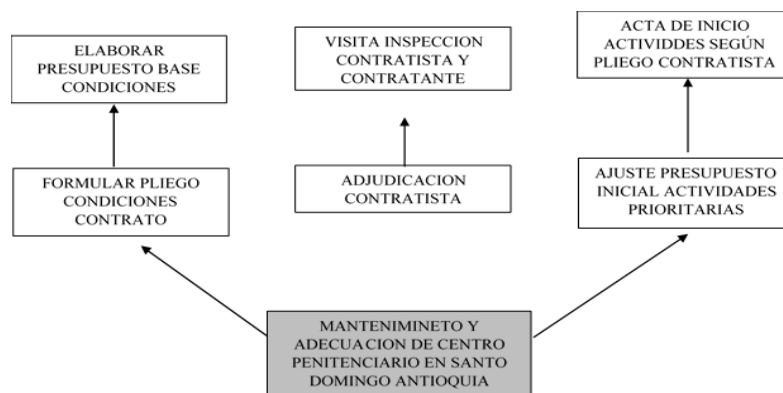 ELABORAR
PRESUPUESTO BASE
CONDICIONES
VISITA INSPECCION
CONTRATISTA Y
CONTRATANTE
ACTA DE INICIO
ACTIVIDDES SEGÚN
PLIEGO CONTRATISTA
FORMULAR PLIEGO
CONDICIONES
CONTRATO
ADJUDICACION
CONTRATISTA
AJUSTE PRESUPUESTO
INICIAL ACTIVIDADES
PRIORITARIAS
MANTENIMINETO Y
ADECUACION DE CENTRO
PENITENCIARIO EN SANTO
DOMINGO ANTIOQUIA